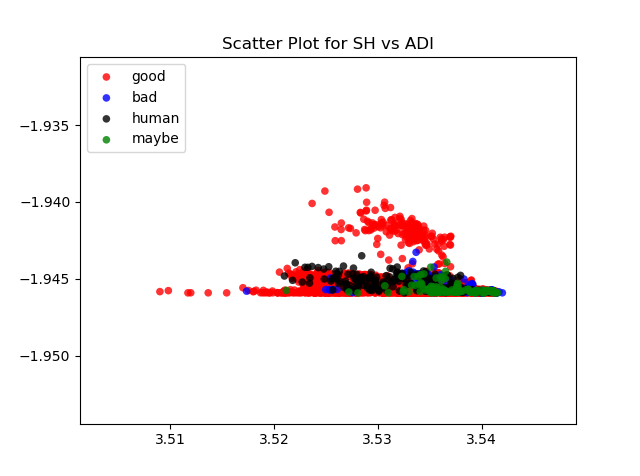 Scatter Plot for SH vs ADI
good
bad
human
maybe
−1.935
−1.940
−1.945
−1.950
3.51 3.52 3.53 3.54